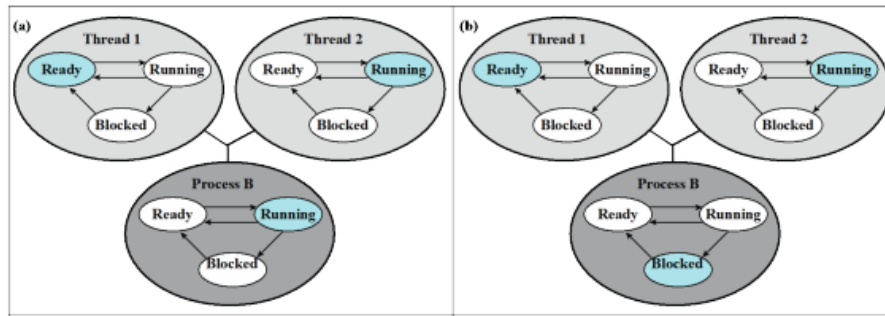 (a)
Thread 1
Ready
Running
Blocked
Thread 2
Ready
Running
Blocked
Process B
Ready
Running
Blocked
(b)
Thread 1
Ready
Running
Blocked
Thread 2
Ready
Running
Blocked
Process B
Ready
Running
Blocked